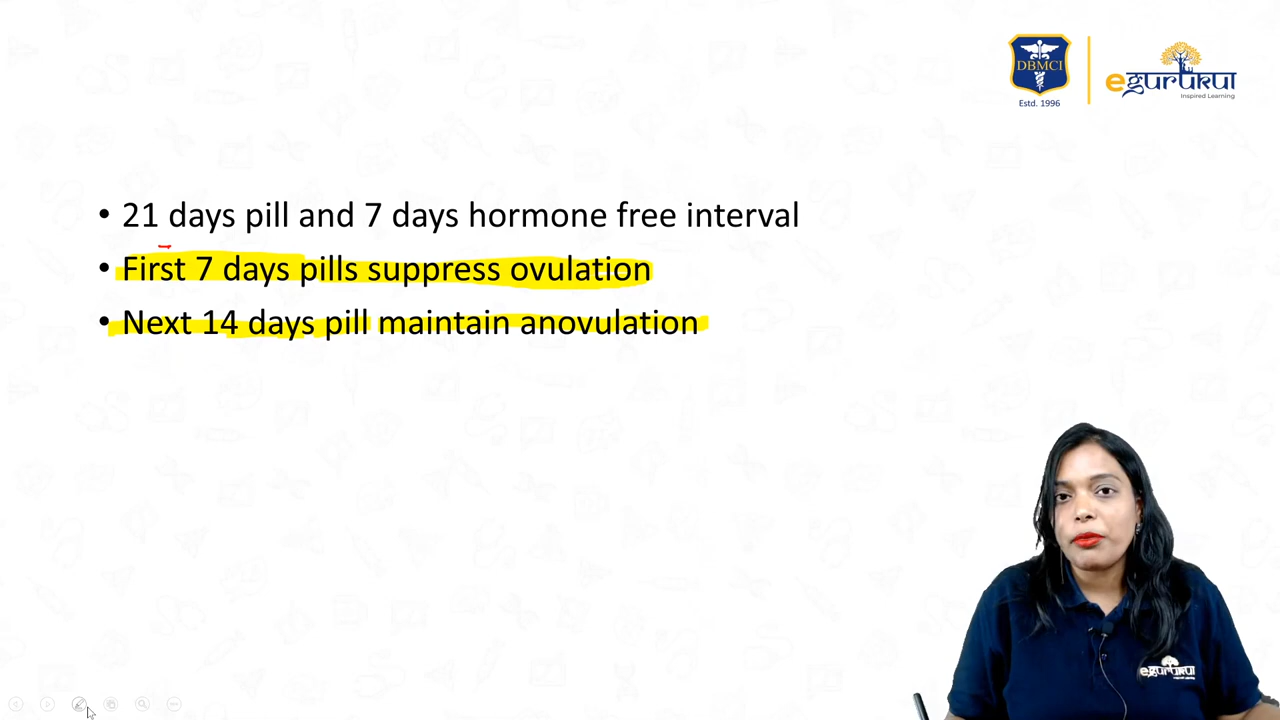 DBMCI
Estd. 1996
egurukul
Inspired Learning
• 21 days pill and 7 days hormone free interval
• First 7 days pills suppress ovulation
• Next 14 days pill maintain anovulation
egurukul